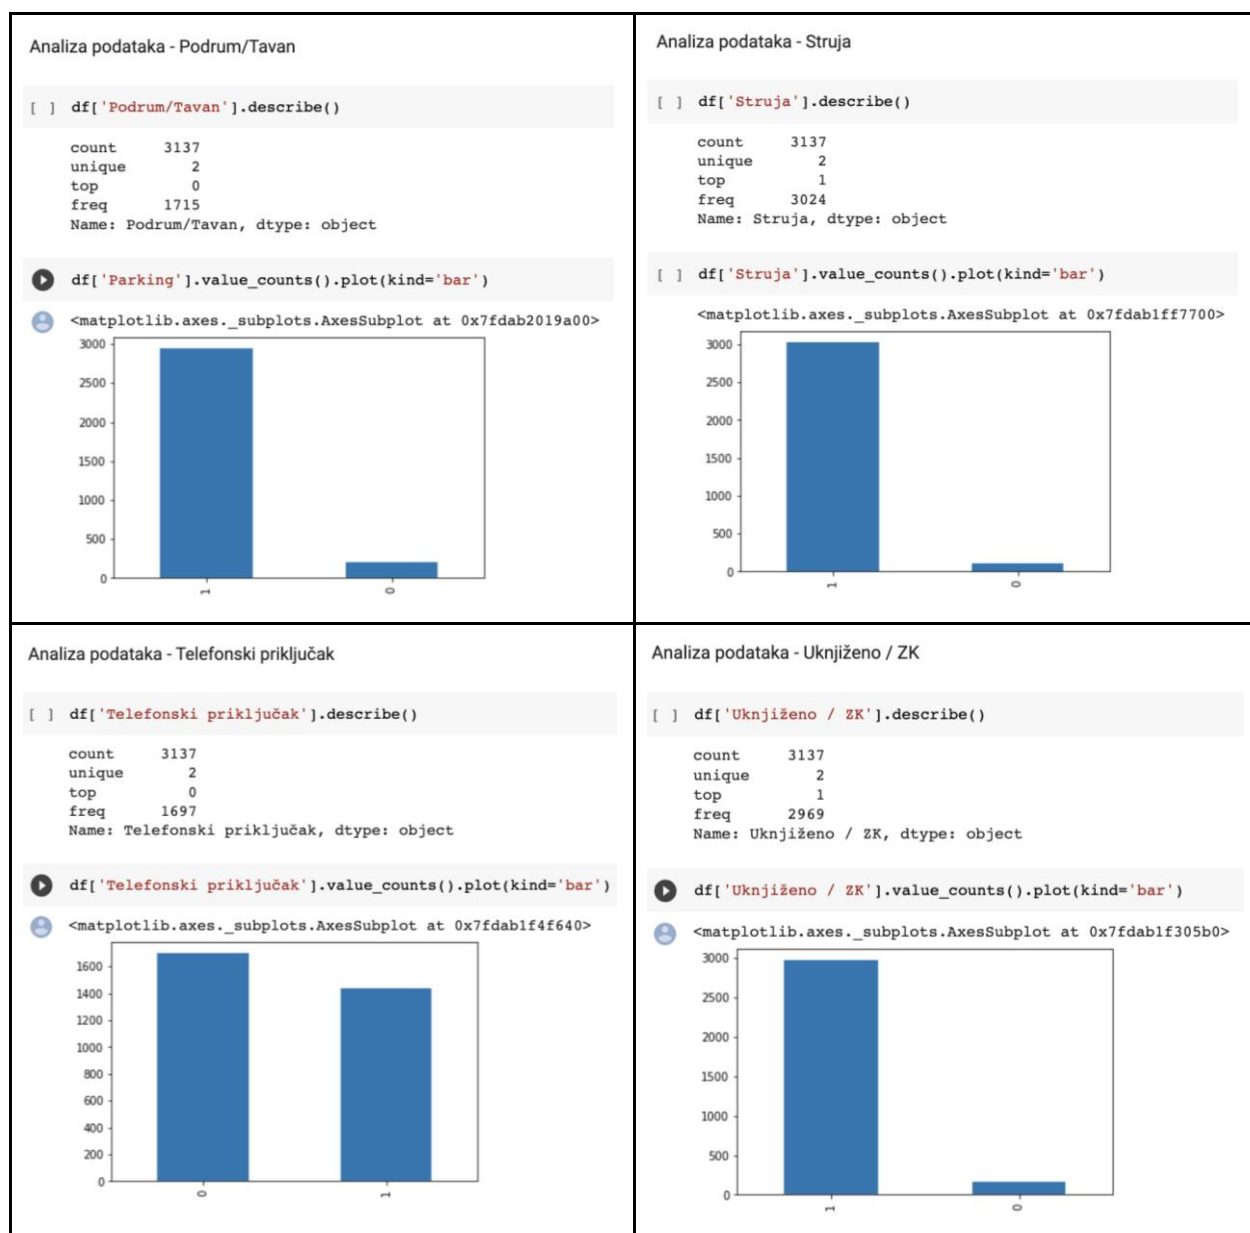 Analiza podataka - Podrum/Tavan
[ ] df['Podrum/Tavan'].describe()
count 3137
unique 2
top 0
freq 1715
Name: Podrum/Tavan, dtype: object
df['Parking'].value_counts().plot(kind='bar')
<matplotlib.axes._subplots.AxesSubplot at 0x7fdab2019a00>
3000
2500
2000
1500
1000
500
0
1 0
Analiza podataka - Struja
[ ] df['Struja'].describe()
count 3137
unique 2
top 1
freq 3024
Name: Struja, dtype: object
[ ] df['Struja'].value_counts().plot(kind='bar')
<matplotlib.axes._subplots.AxesSubplot at 0x7fdab1ff7700>
3000
2500
2000
1500
1000
500
0
1 0
Analiza podataka - Telefonski priključak
[ ] df['Telefonski priključak'].describe()
count 3137
unique 2
top 0
freq 1697
Name: Telefonski priključak, dtype: object
df['Telefonski priključak'].value_counts().plot(kind='bar')
<matplotlib.axes._subplots.AxesSubplot at 0x7fdab1f4f640>
1600
1400
1200
1000
800
600
400
200
0
0 1
Analiza podataka - Uknjiženo / ZK
[ ] df['Uknjiženo / ZK'].describe()
count 3137
unique 2
top 1
freq 2969
Name: Uknjiženo / ZK, dtype: object
df['Uknjiženo / ZK'].value_counts().plot(kind='bar')
<matplotlib.axes._subplots.AxesSubplot at 0x7fdab1f305b0>
3000
2500
2000
1500
1000
500
0
1 0